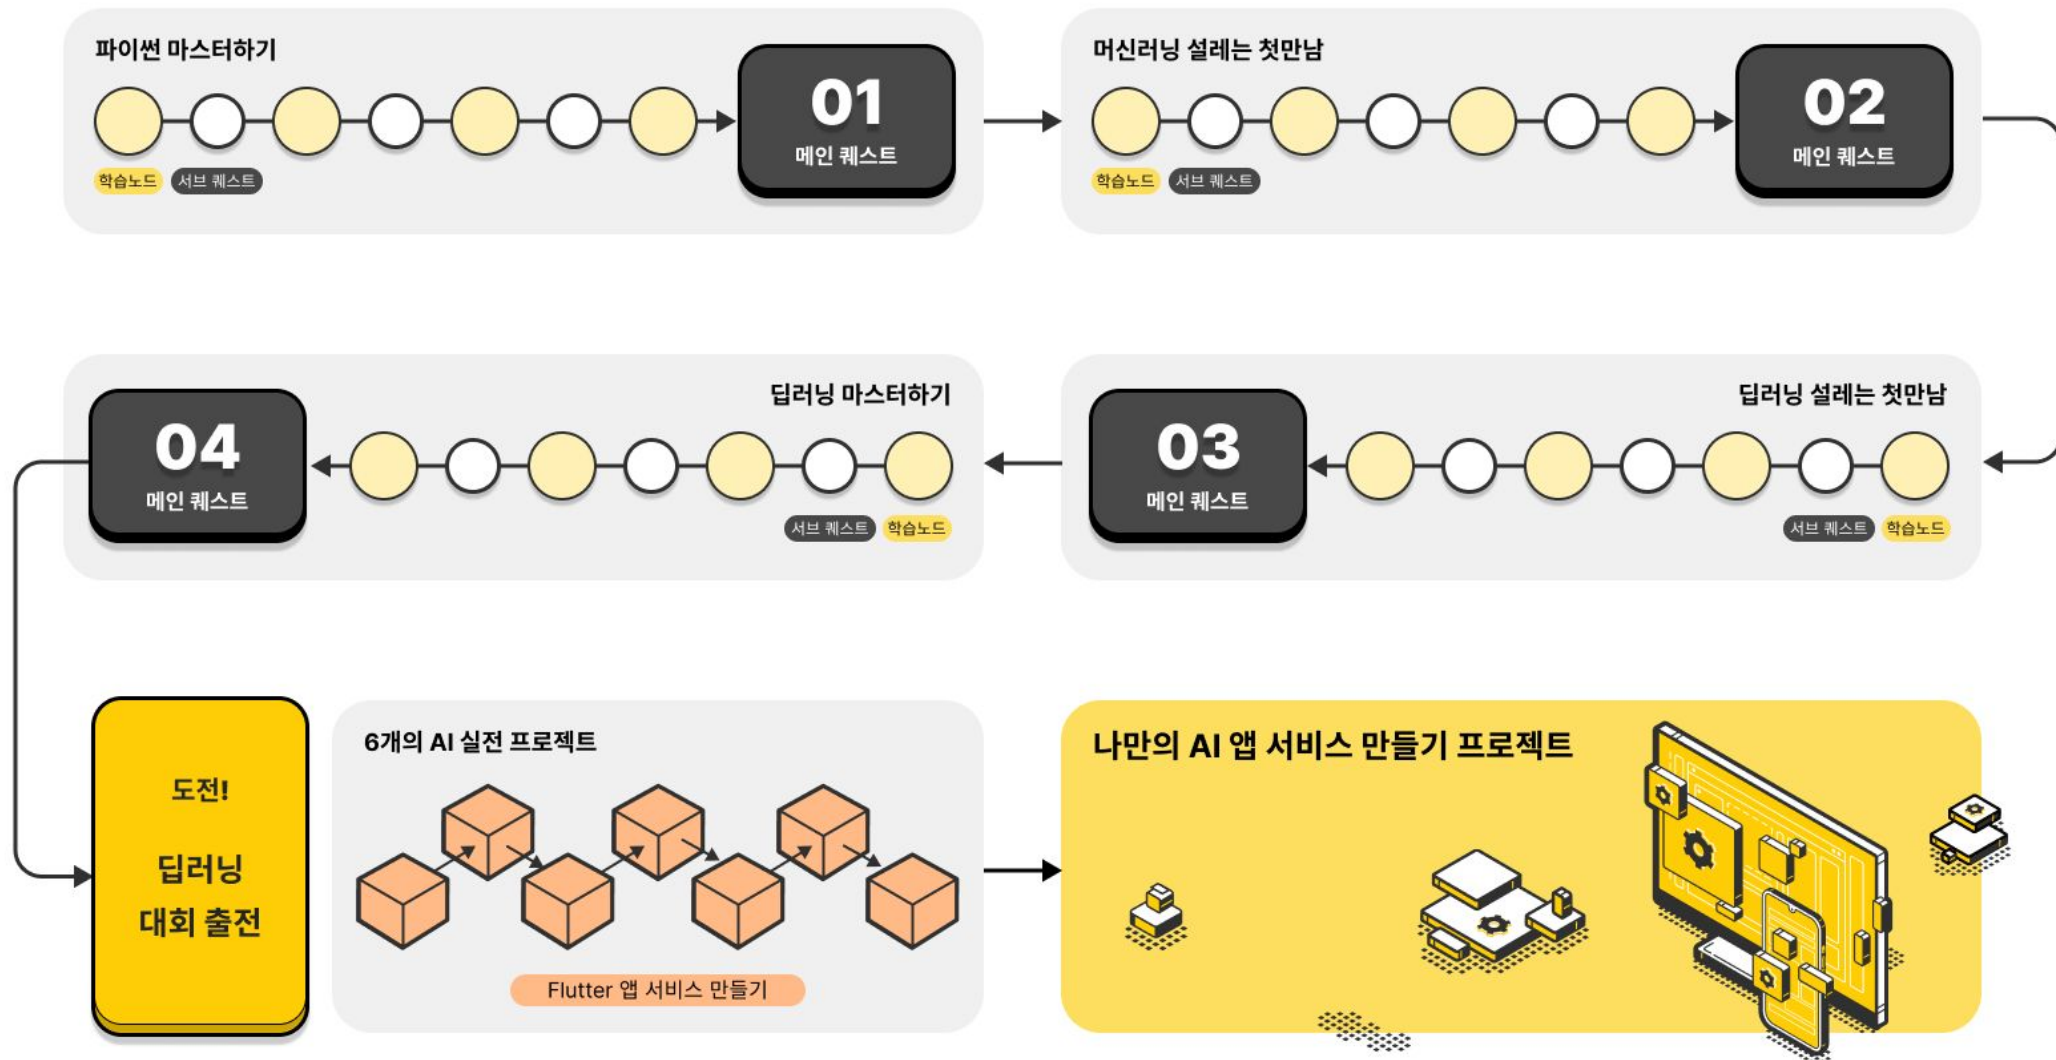 파이썬 마스터하기
01
메인 퀘스트
학습노드
서브 퀘스트
머신러닝 설레는 첫만남
02
메인 퀘스트
학습노드
서브 퀘스트
딥러닝 설레는 첫만남
03
메인 퀘스트
서브 퀘스트
학습노드
딥러닝 마스터하기
04
메인 퀘스트
서브 퀘스트
학습노드
도전!
딥러닝
대회 출전
6개의 AI 실전 프로젝트
Flutter 앱 서비스 만들기
나만의 AI 앱 서비스 만들기 프로젝트